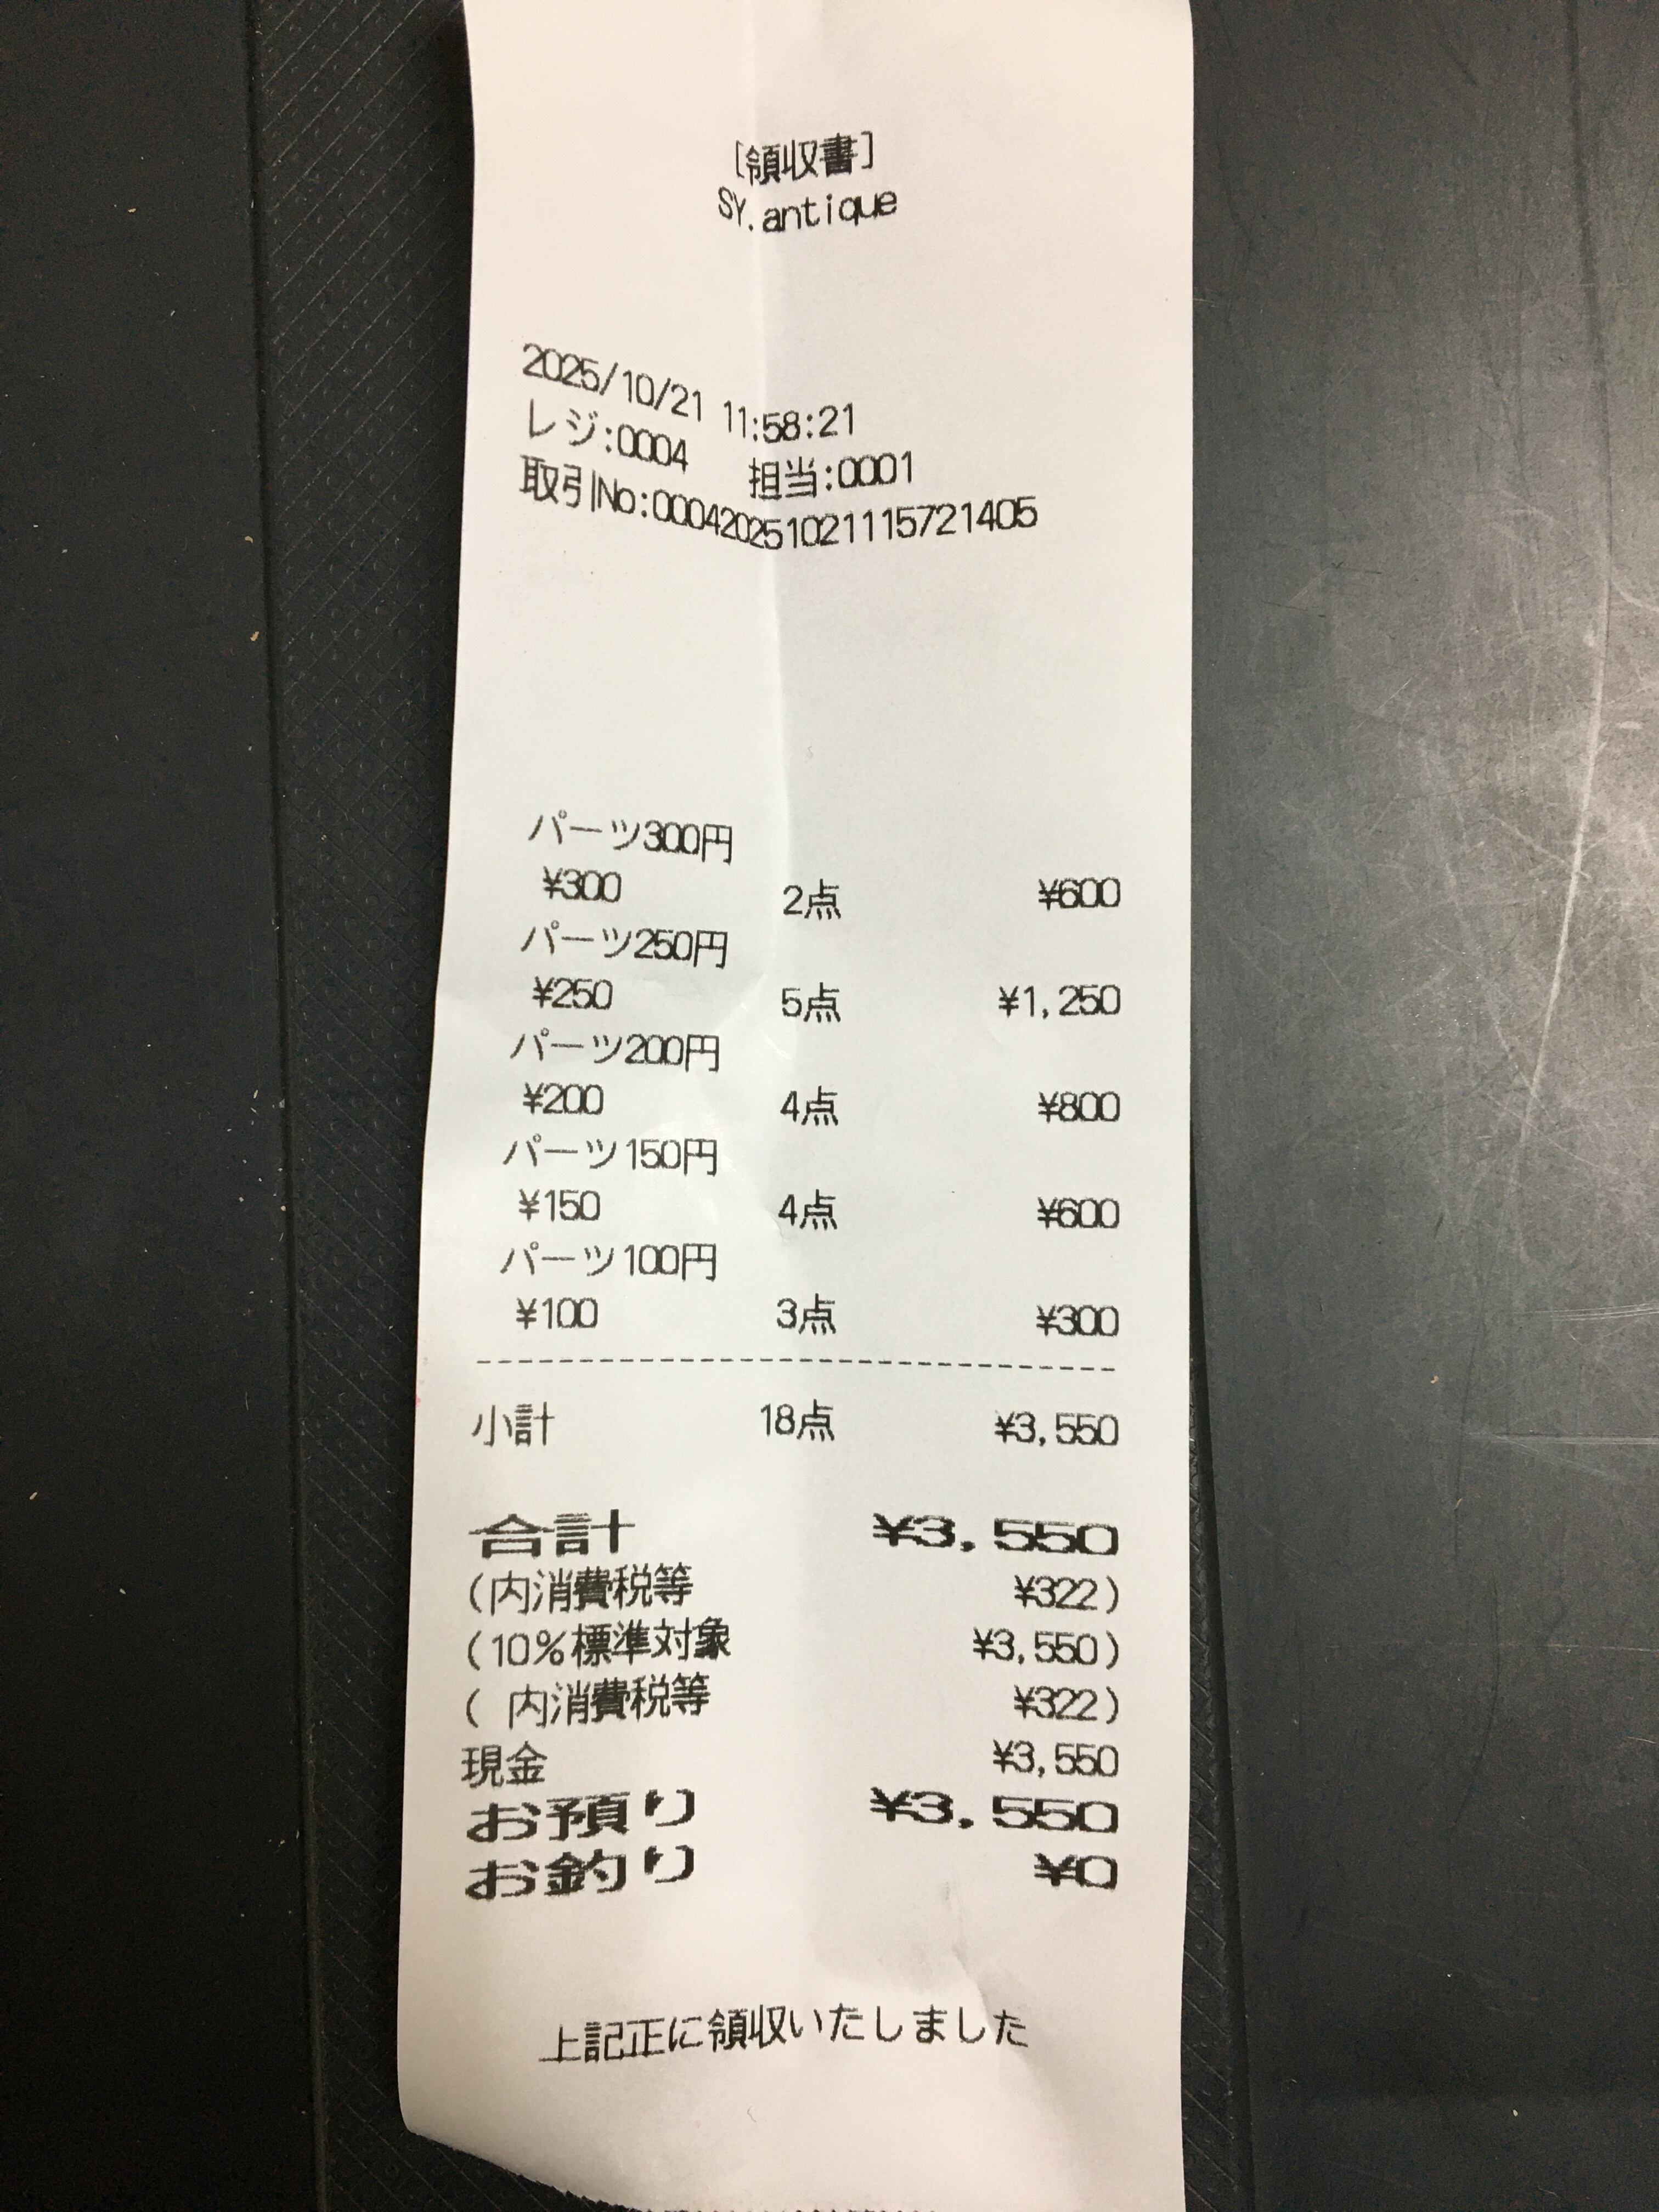 [領収書]
SY.antique
2025/10/21 11:58:21
レジ:0004 担当:0001
取引No:00042025102111572​1405
パーツ300円
¥300 2点 ¥600
パーツ250円
¥250 5点 ¥1,250
パーツ200円
¥200 4点 ¥800
パーツ150円
¥150 4点 ¥600
パーツ100円
¥100 3点 ¥300
小計 18点 ¥3,550
合計 ¥3,550
(内消費税等 ¥322)
(10%標準対象 ¥3,550)
( 内消費税等 ¥322)
現金 ¥3,550
お預り ¥3,550
お釣り ¥0
上記正に領収いたしました